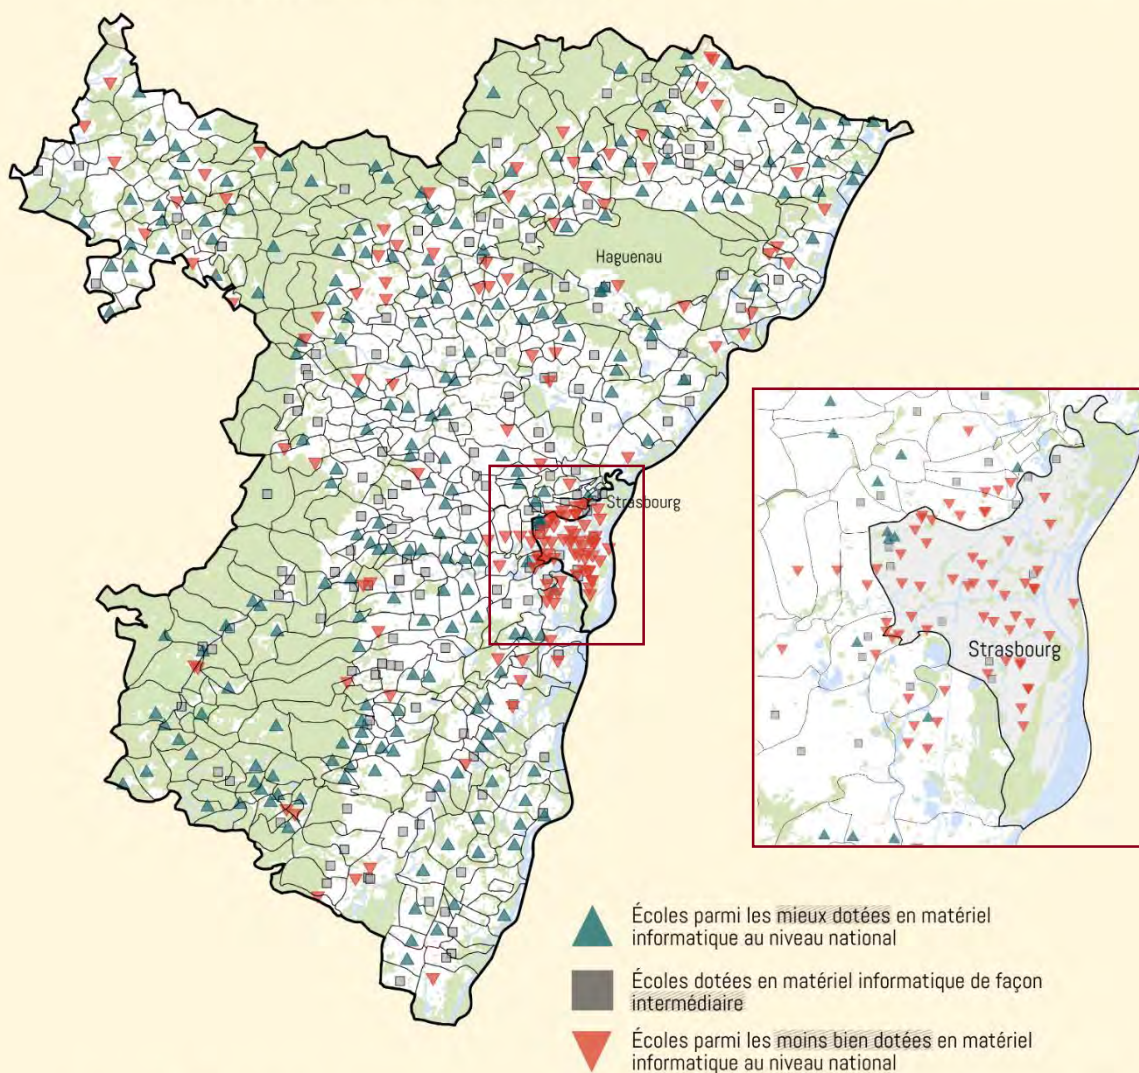 Haguenau
Strasbourg
Strasbourg
Écoles parmi les mieux dotées en matériel
informatique au niveau national
Écoles dotées en matériel informatique de façon
intermédiaire
Écoles parmi les moins bien dotées en matériel
informatique au niveau national